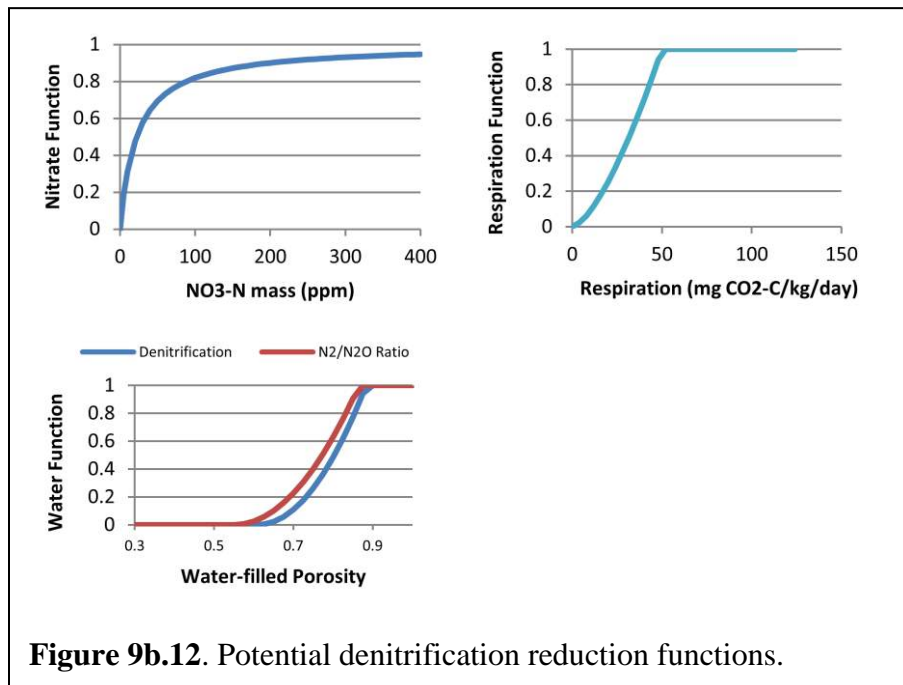 Nitrate Function
1
0.8
0.6
0.4
0.2
0
0 100 200 300 400
NO3-N mass (ppm)
Respiration Function
1
0.8
0.6
0.4
0.2
0
0 50 100 150
Respiration (mg CO2-C/kg/day)
Denitrification N2/N2O Ratio
Water Function
1
0.8
0.6
0.4
0.2
0
0.3 0.5 0.7 0.9
Water-filled Porosity
Figure 9b.12. Potential denitrification reduction functions.